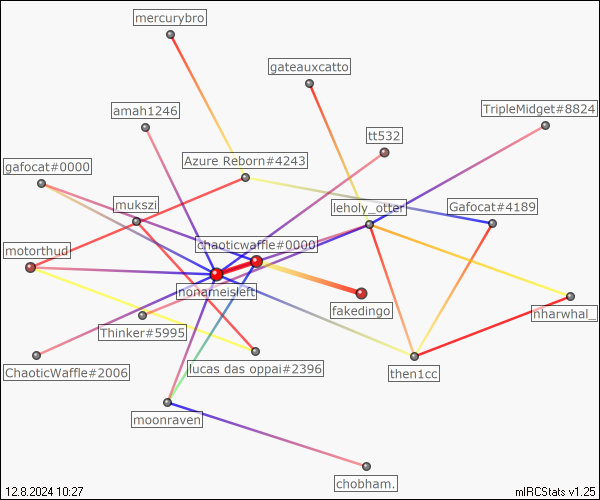 mercurybro
gateauxcatto
amah1246
TripleMidget#8824
tt532
Azure Reborn#4243
gafocat#0000
mukszi
leholy_otter
Gafocat#4189
motorthud
chaoticwaffle#0000
nonameisleft
fakedingo
nharwhal_
Thinker#5995
ChaoticWaffle#2006
lucas das oppai#2396
then1cc
moonraven
chobham.
12.8.2024 10:27
mIRCStats v1.25